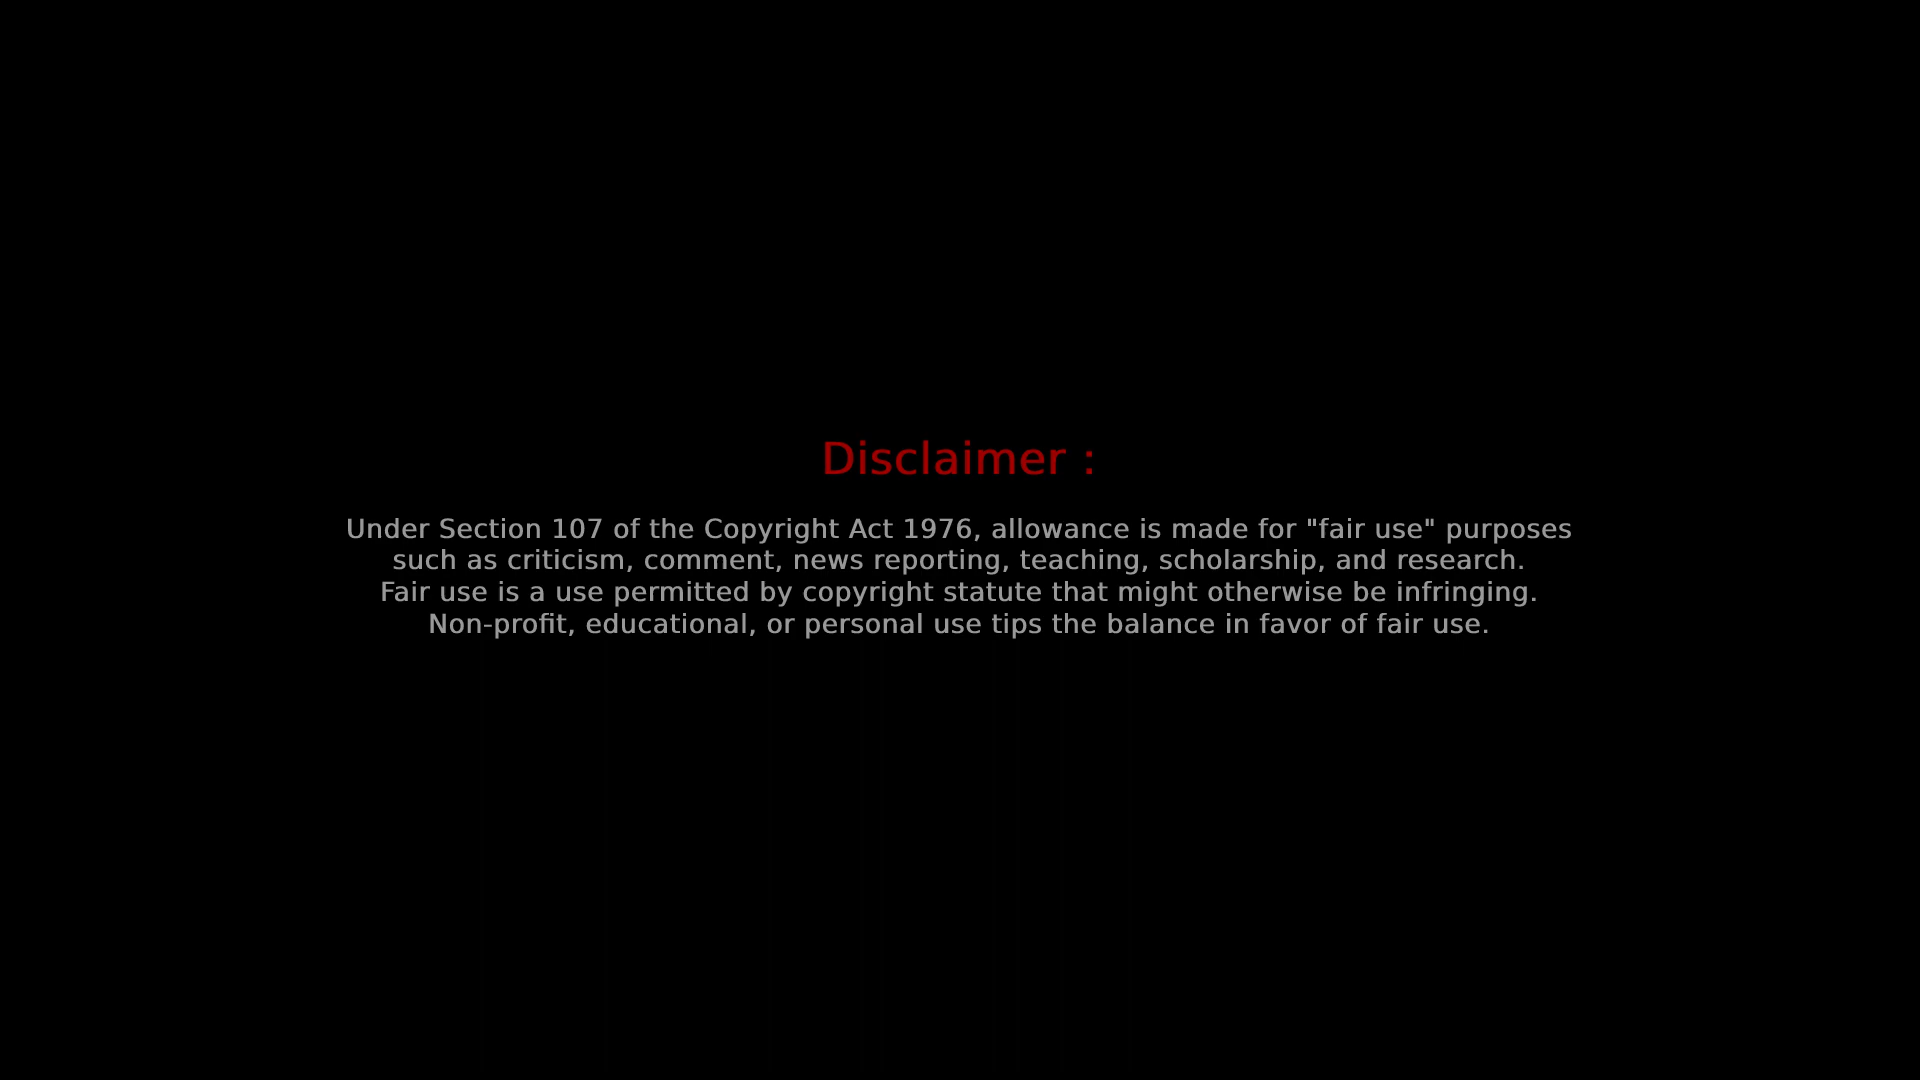 Disclaimer :
Under Section 107 of the Copyright Act 1976, allowance is made for "fair use" purposes
such as criticism, comment, news reporting, teaching, scholarship, and research.
Fair use is a use permitted by copyright statute that might otherwise be infringing.
Non-profit, educational, or personal use tips the balance in favor of fair use.